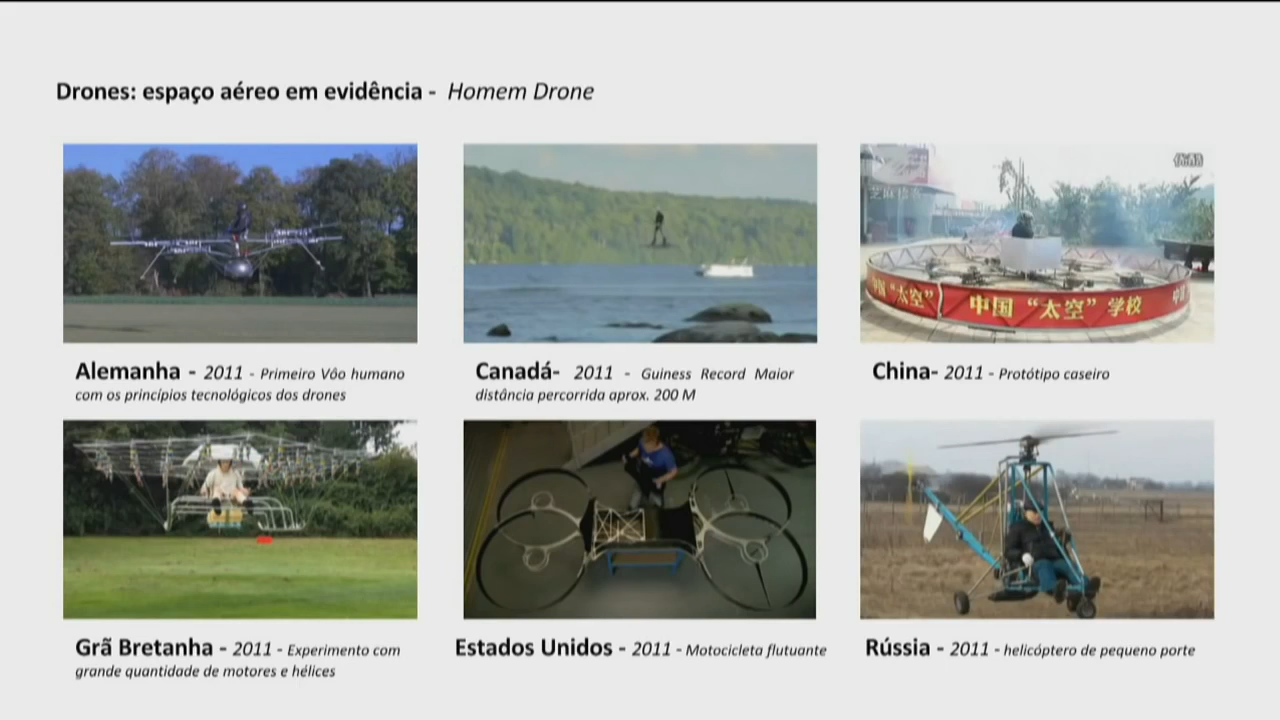 Drones: espaço aéreo em evidência - Homem Drone
优酷
中国“太空”学校
Alemanha - 2011 - Primeiro Vôo humano
com os princípios tecnológicos dos drones
Canadá- 2011 - Guiness Record Maior
distância percorrida aprox. 200 M
China- 2011 - Protótipo caseiro
Grã Bretanha - 2011 - Experimento com
grande quantidade de motores e hélices
Estados Unidos - 2011 - Motocicleta flutuante
Rússia - 2011 - helicóptero de pequeno porte